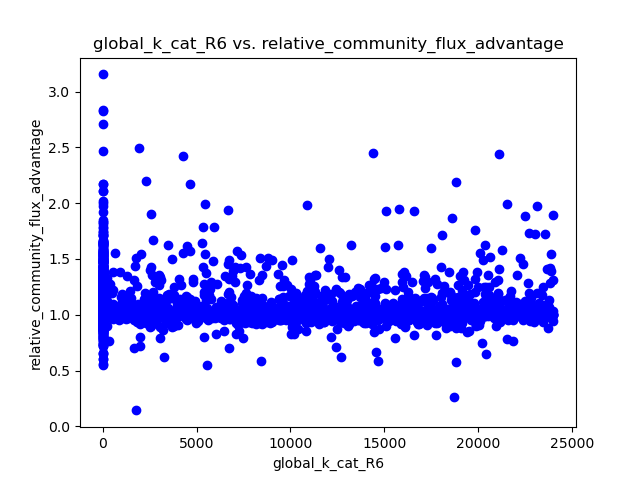 global_k_cat_R6 vs. relative_community_flux_advantage
relative_community_flux_advantage
3.0
2.5
2.0
1.5
1.0
0.5
0.0
0 5000 10000 15000 20000 25000
global_k_cat_R6